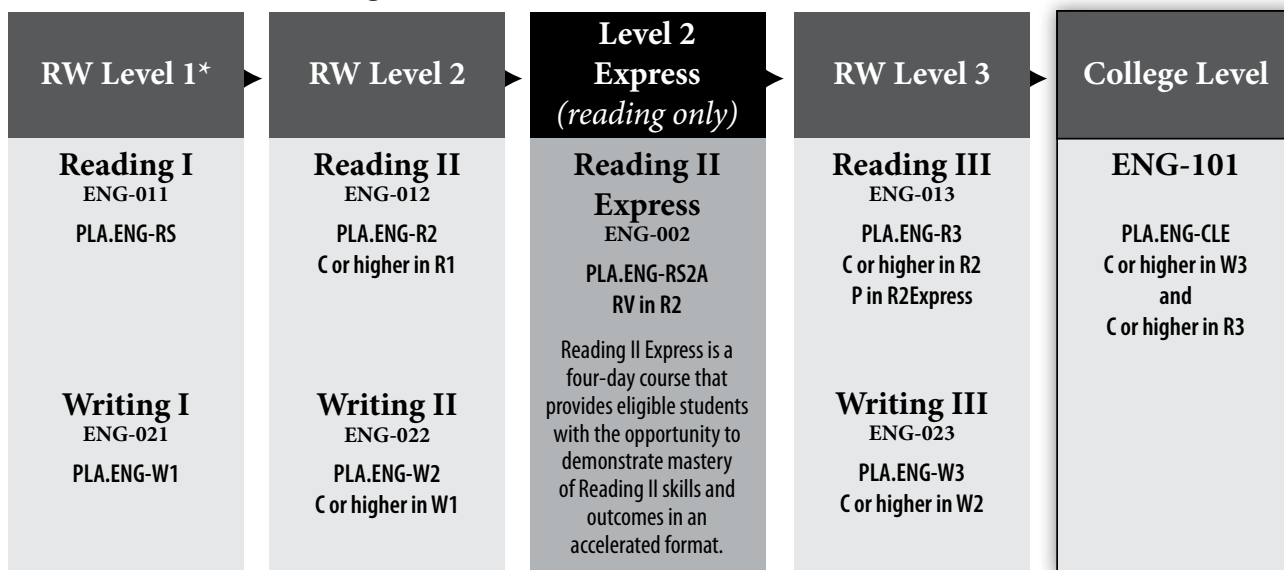 RW Level 1*
Reading I
ENG-011
PLA.ENG-RS
Writing I
ENG-021
PLA.ENG-W1
RW Level 2
Reading II
ENG-012
PLA.ENG-R2
C or higher in R1
Writing II
ENG-022
PLA.ENG-W2
C or higher in W1
Level 2
Express
(reading only)
Reading II
Express
ENG-002
PLA.ENG-RS2A
RV in R2
Reading II Express is a
four-day course that
provides eligible students
with the opportunity to
demonstrate mastery
of Reading II skills and
outcomes in an
accelerated format.
RW Level 3
Reading III
ENG-013
PLA.ENG-R3
C or higher in R2
P in R2Express
Writing III
ENG-023
PLA.ENG-W3
C or higher in W2
College Level
ENG-101
PLA.ENG-CLE
C or higher in W3
and
C or higher in R3